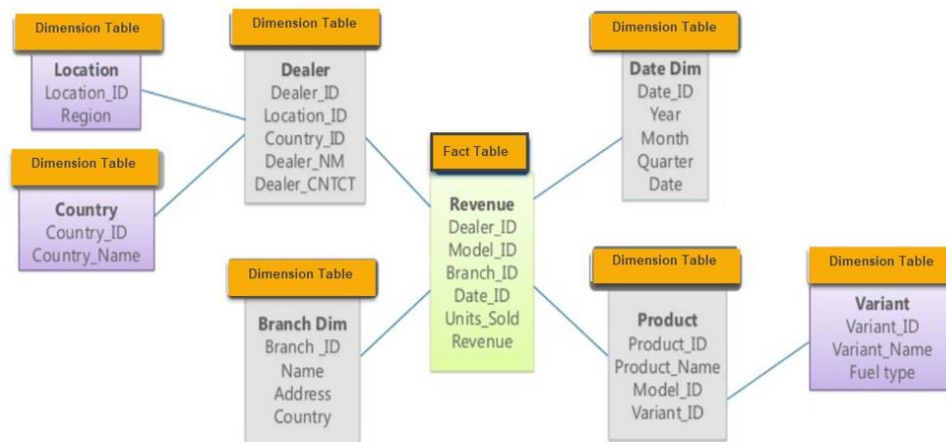 Dimension Table
Location
Location_ID
Region
Dimension Table
Dealer
Dealer_ID
Location_ID
Country_ID
Dealer_NM
Dealer_CNTCT
Dimension Table
Date Dim
Date_ID
Year
Month
Quarter
Date
Dimension Table
Country
Country_ID
Country_Name
Fact Table
Revenue
Dealer_ID
Model_ID
Branch_ID
Date_ID
Units_Sold
Revenue
Dimension Table
Branch Dim
Branch _ID
Name
Address
Country
Dimension Table
Product
Product_ID
Product_Name
Model_ID
Variant_ID
Dimension Table
Variant
Variant_ID
Variant_Name
Fuel type